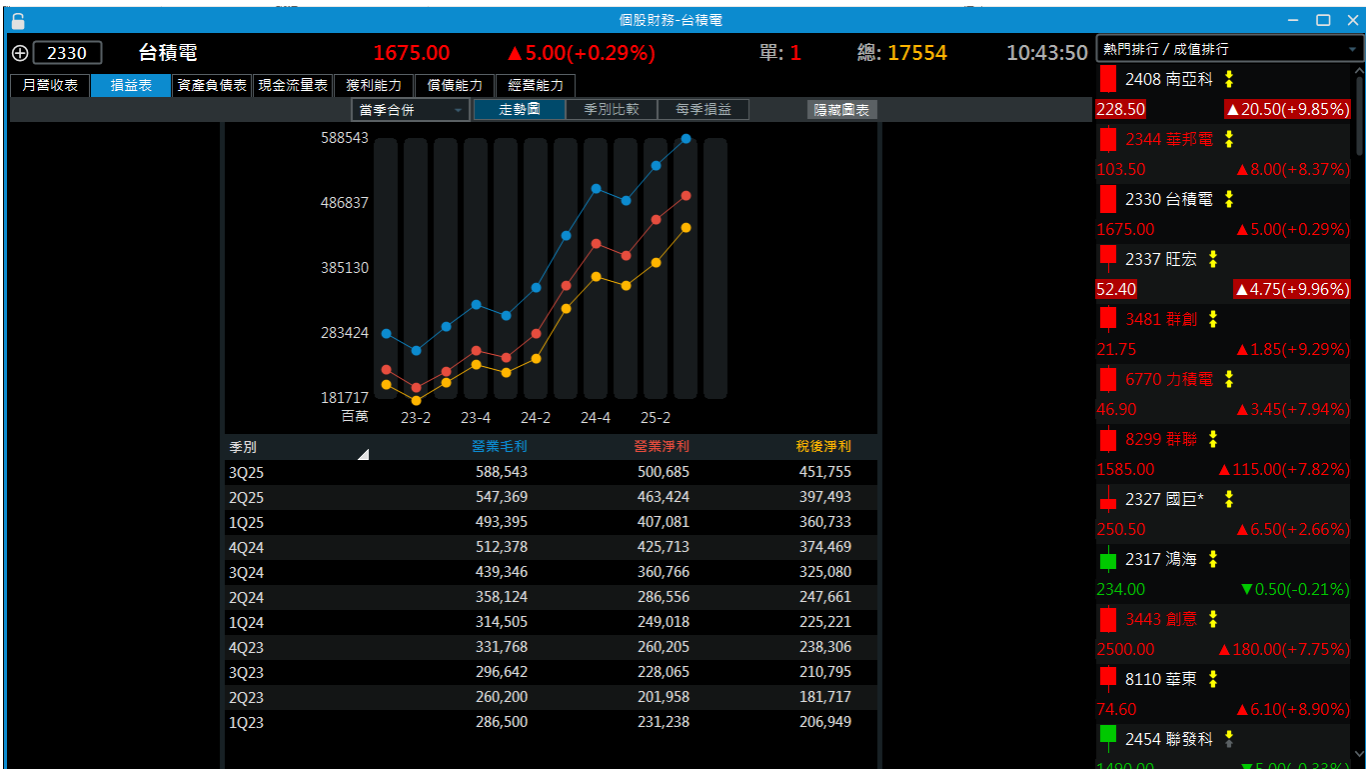 個股財務-台積電
2330 台積電 1675.00 ▲5.00(+0.29%) 單: 1 總: 17554 10:43:50
月營收表 損益表 資產負債表 現金流量表 獲利能力 償債能力 經營能力
當季合併 走勢圖 季別比較 每季損益 隱藏圖表
588543
486837
385130
283424
181717
百萬 23-2 23-4 24-2 24-4 25-2
季別 營業毛利 營業淨利 稅後淨利
3Q25 588,543 500,685 451,755
2Q25 547,369 463,424 397,493
1Q25 493,395 407,081 360,733
4Q24 512,378 425,713 374,469
3Q24 439,346 360,766 325,080
2Q24 358,124 286,556 247,661
1Q24 314,505 249,018 225,221
4Q23 331,768 260,205 238,306
3Q23 296,642 228,065 210,795
2Q23 260,200 201,958 181,717
1Q23 286,500 231,238 206,949
熱門排行 / 成值排行
2408 南亞科
228.50 ▲20.50(+9.85%)
2344 華邦電
103.50 ▲8.00(+8.37%)
2330 台積電
1675.00 ▲5.00(+0.29%)
2337 旺宏
52.40 ▲4.75(+9.96%)
3481 群創
21.75 ▲1.85(+9.29%)
6770 力積電
46.90 ▲3.45(+7.94%)
8299 群聯
1585.00 ▲115.00(+7.82%)
2327 國巨*
250.50 ▲6.50(+2.66%)
2317 鴻海
234.00 ▼0.50(-0.21%)
3443 創意
2500.00 ▲180.00(+7.75%)
8110 華東
74.60 ▲6.10(+8.90%)
2454 聯發科
1490.00 ▼5.00(-0.33%)